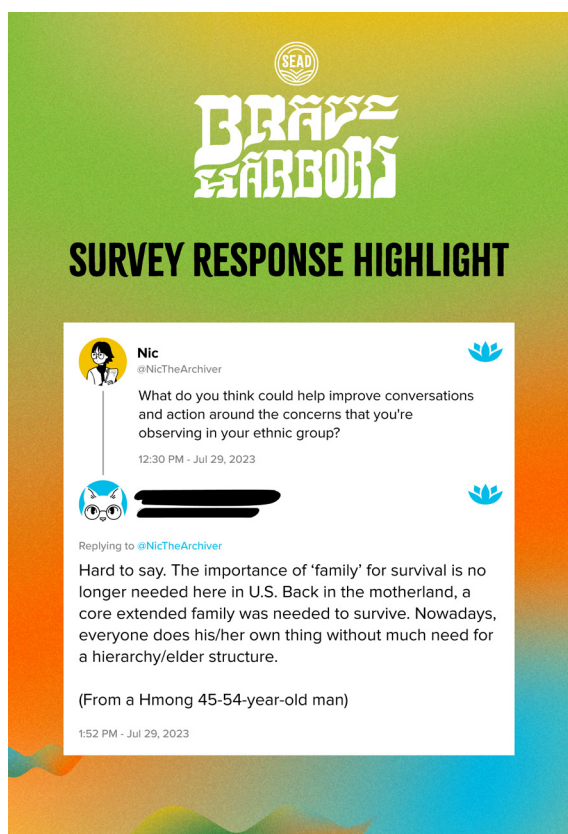 SEAD
BRAVE
HARBORS
SURVEY RESPONSE HIGHLIGHT
Nic
@NicTheArchiver
What do you think could help improve conversations
and action around the concerns that you're
observing in your ethnic group?
12:30 PM - Jul 29, 2023
Replying to @NicTheArchiver
Hard to say. The importance of ‘family’ for survival is no
longer needed here in U.S. Back in the motherland, a
core extended family was needed to survive. Nowadays,
everyone does his/her own thing without much need for
a hierarchy/elder structure.
(From a Hmong 45-54-year-old man)
1:52 PM - Jul 29, 2023